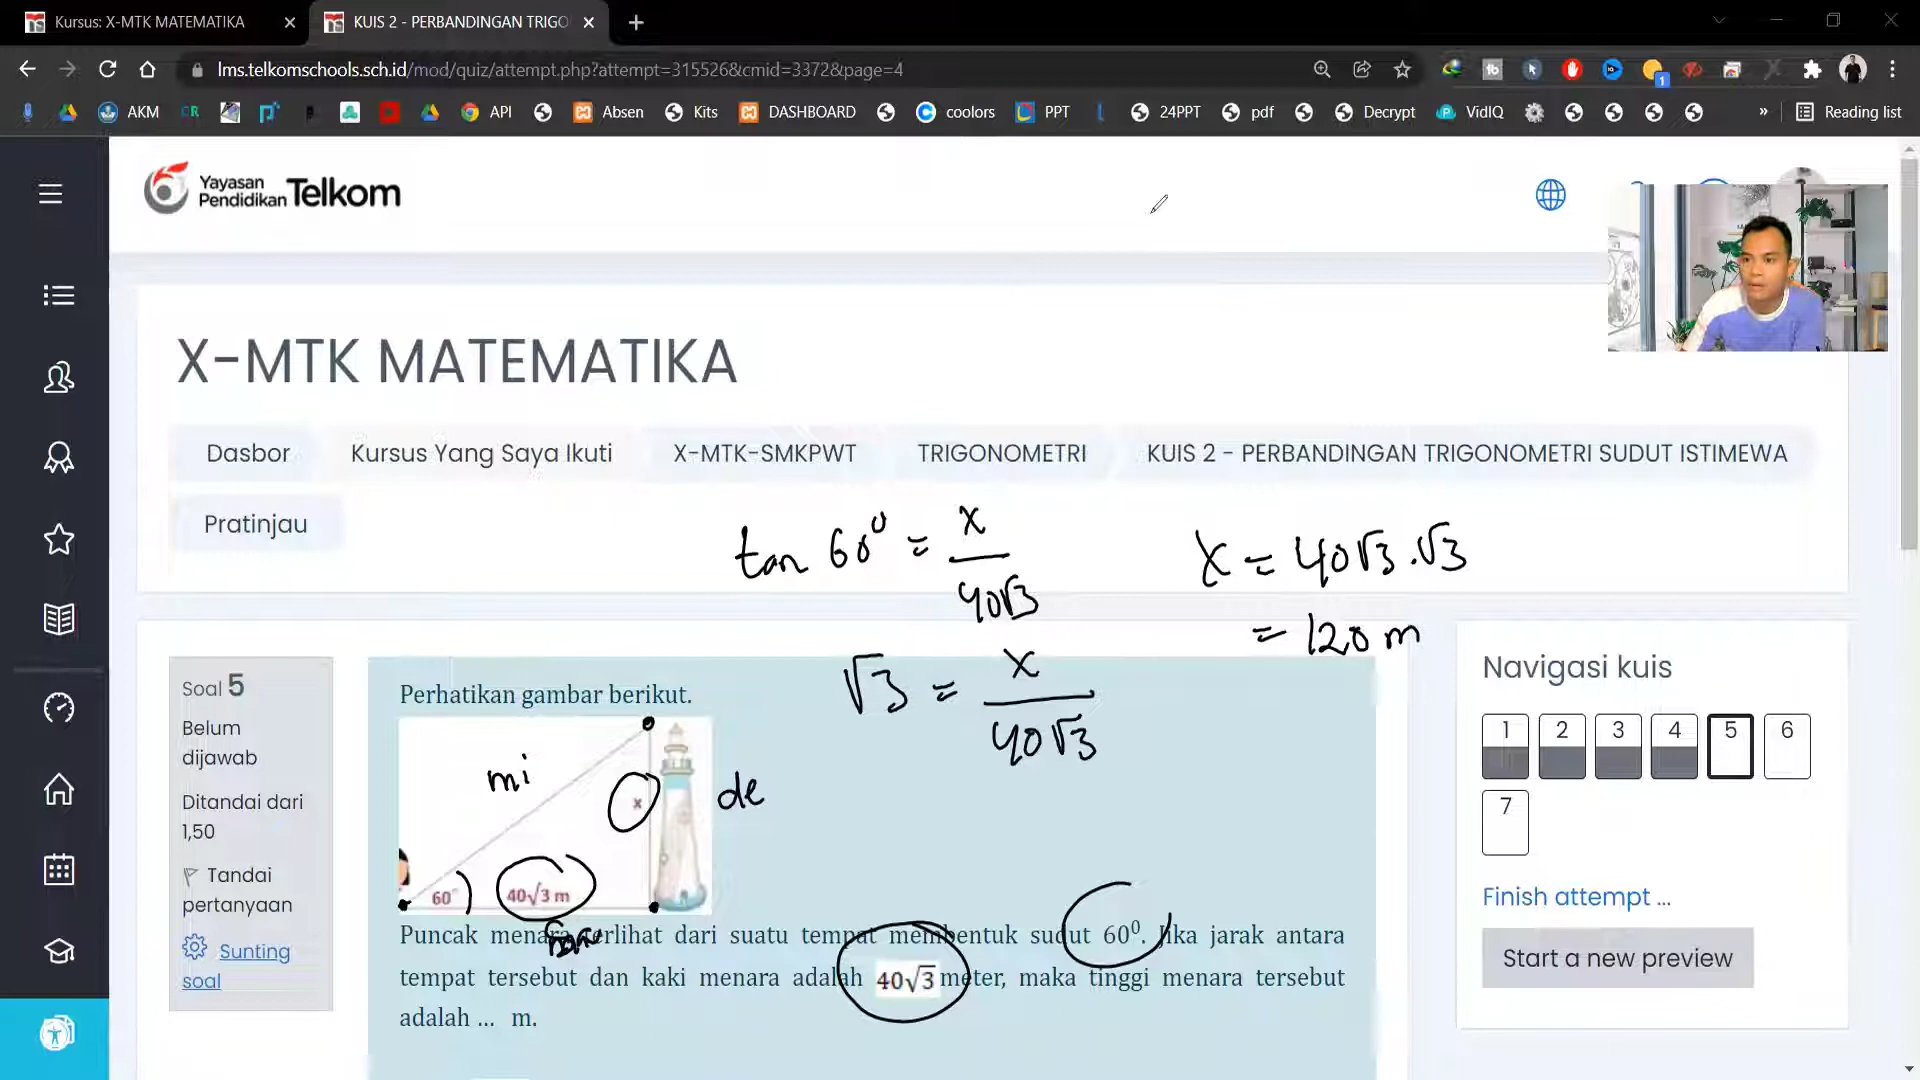 Kursus: X-MTK MATEMATIKA
KUIS 2 - PERBANDINGAN TRIGO
lms.telkomschools.sch.id/mod/quiz/attempt.php?attempt=315526&cmid=3372&page=4
AKM
CR
API
Absen
Kits
DASHBOARD
coolors
PPT
24PPT
pdf
Decrypt
VidIQ
»
Reading list
Yayasan Pendidikan Telkom
X-MTK MATEMATIKA
Dasbor
Kursus Yang Saya Ikuti
X-MTK-SMKPWT
TRIGONOMETRI
KUIS 2 - PERBANDINGAN TRIGONOMETRI SUDUT ISTIMEWA
Pratinjau
tan 60⁰ = x / 40√3
√3 = x / 40√3
x = 40√3 . √3
= 120 m
Soal 5
Belum
dijawab
Ditandai dari
1,50
Tandai
pertanyaan
Sunting
soal
Perhatikan gambar berikut.
mi
x
de
60°
40√3 m
Puncak menara terlihat dari suatu tempat membentuk sudut 60⁰. Jika jarak antara
tempat tersebut dan kaki menara adalah 40√3 meter, maka tinggi menara tersebut
adalah ... m.
Navigasi kuis
1 2 3 4 5 6
7
Finish attempt ...
Start a new preview